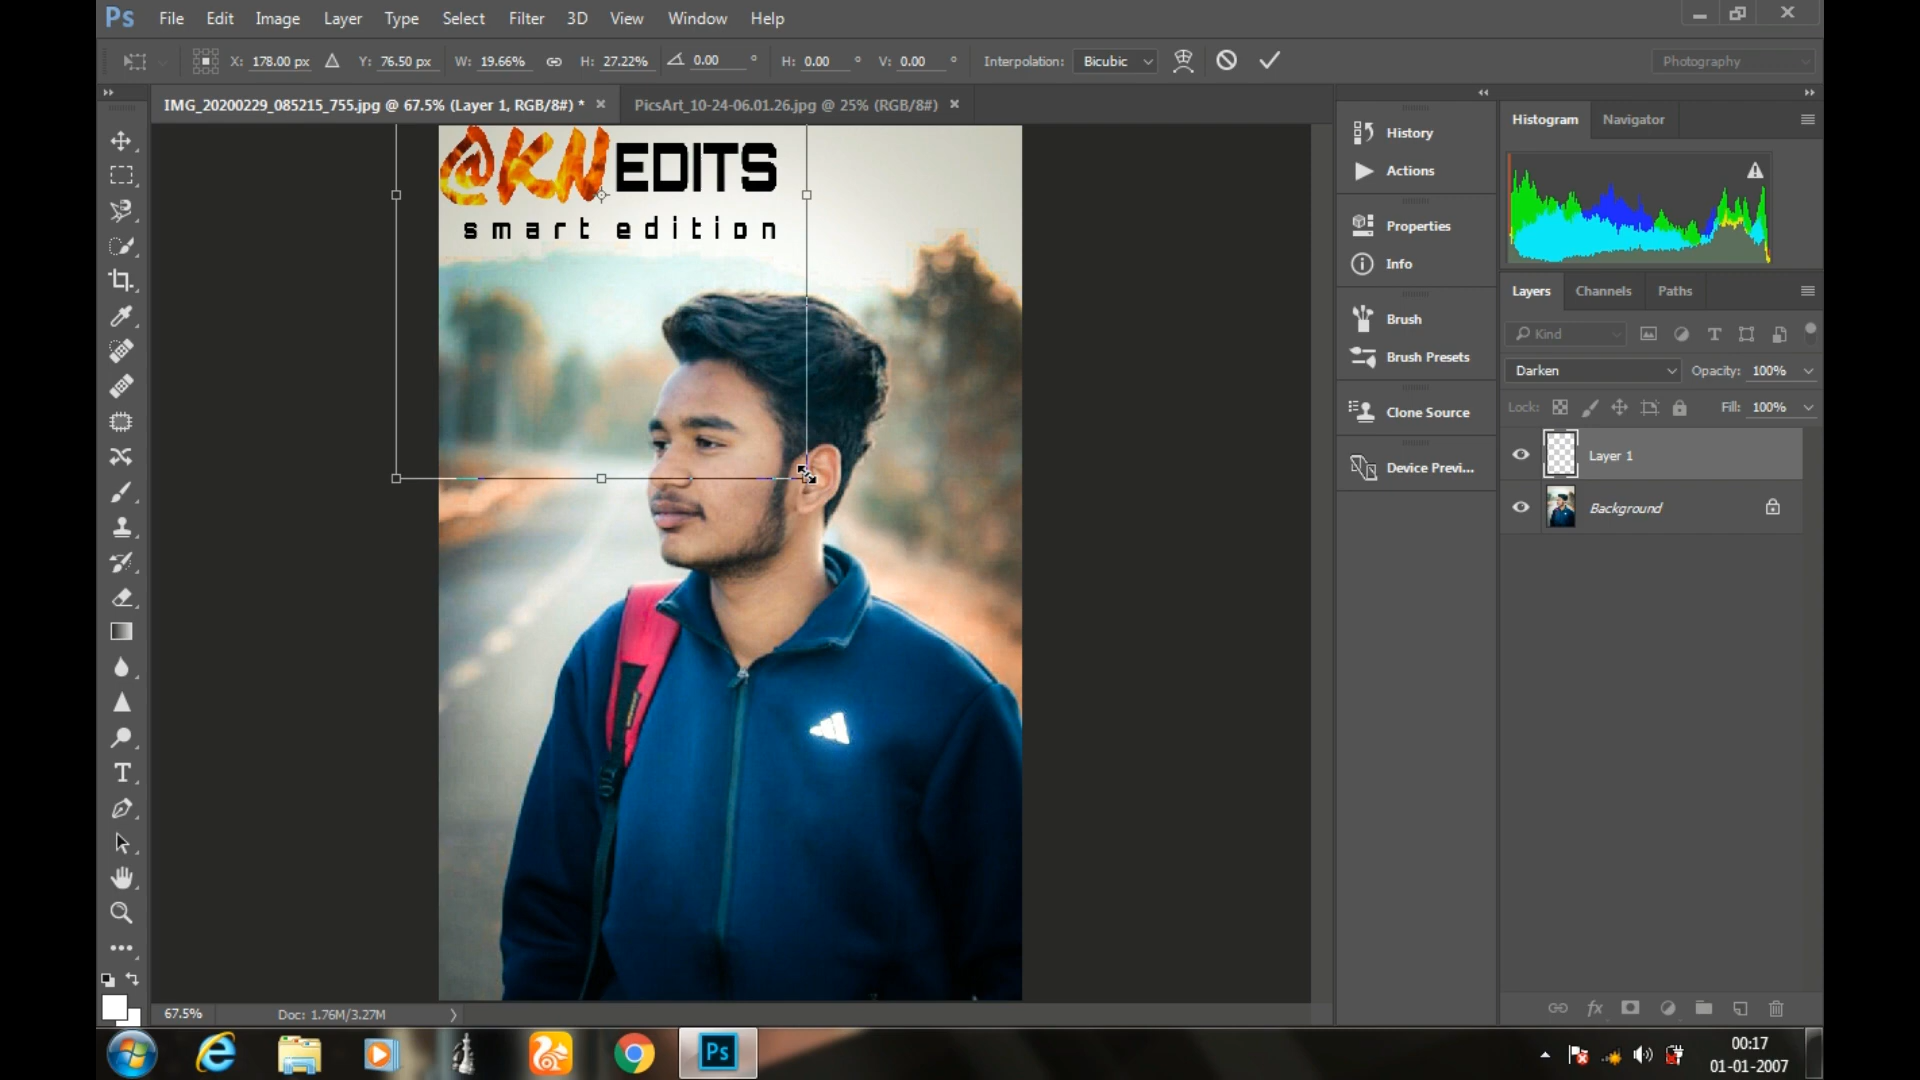 Ps File Edit Image Layer Type Select Filter 3D View Window Help
X: 178.00 px Y: 76.50 px W: 19.66% H: 27.22% 0.00 ° H: 0.00 ° V: 0.00 ° Interpolation: Bicubic Photography
IMG_20200229_085215_755.jpg @ 67.5% (Layer 1, RGB/8#) * × PicsArt_10-24-06.01.26.jpg @ 25% (RGB/8#) ×
@KN EDITS
smart edition
History
Actions
Properties
Info
Brush
Brush Presets
Clone Source
Device Previ...
Histogram Navigator
Layers Channels Paths
Kind
Darken Opacity: 100%
Lock: Fill: 100%
Layer 1
Background
67.5% Doc: 1.76M/3.27M
Ps
00:17
01-01-2007